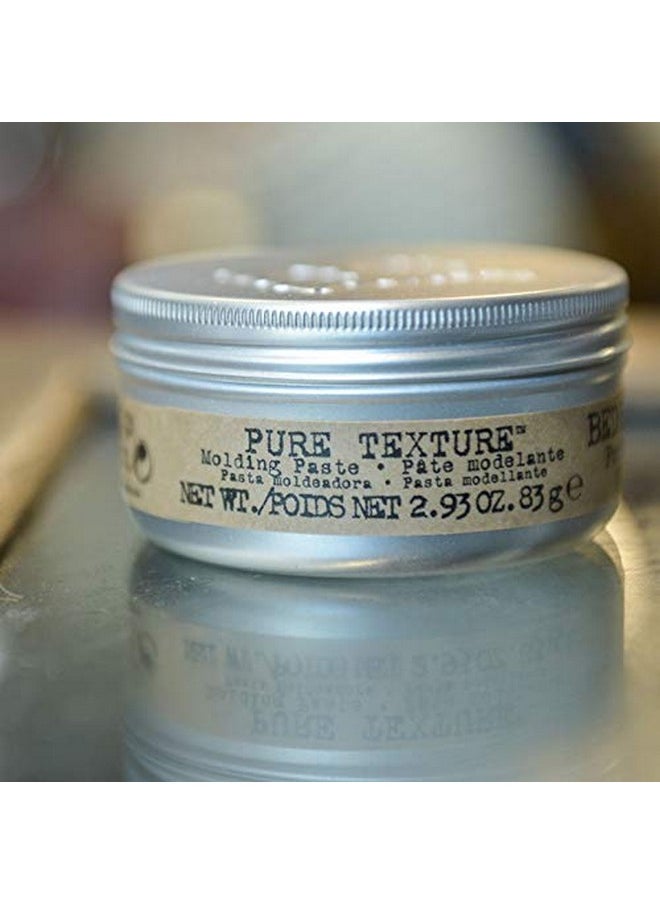 PURE TEXTURE™
Molding Paste • Pâte modelante
Pasta moldeadora • Pasta modellante
NET WT./POIDS NET 2.93 OZ. 83 g ℮